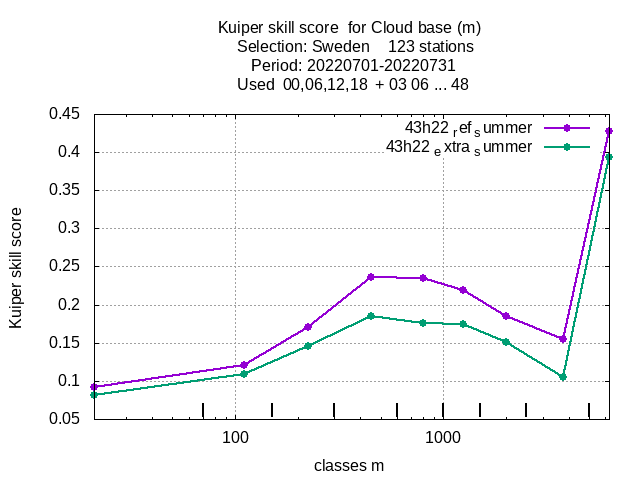 Kuiper skill score for Cloud base (m)
Selection: Sweden 123 stations
Period: 20220701-20220731
Used 00,06,12,18 + 03 06 ... 48
43h22 ref summer
43h22 extra summer
0.45
0.4
0.35
0.3
0.25
0.2
0.15
0.1
0.05
Kuiper skill score
100 1000
classes m